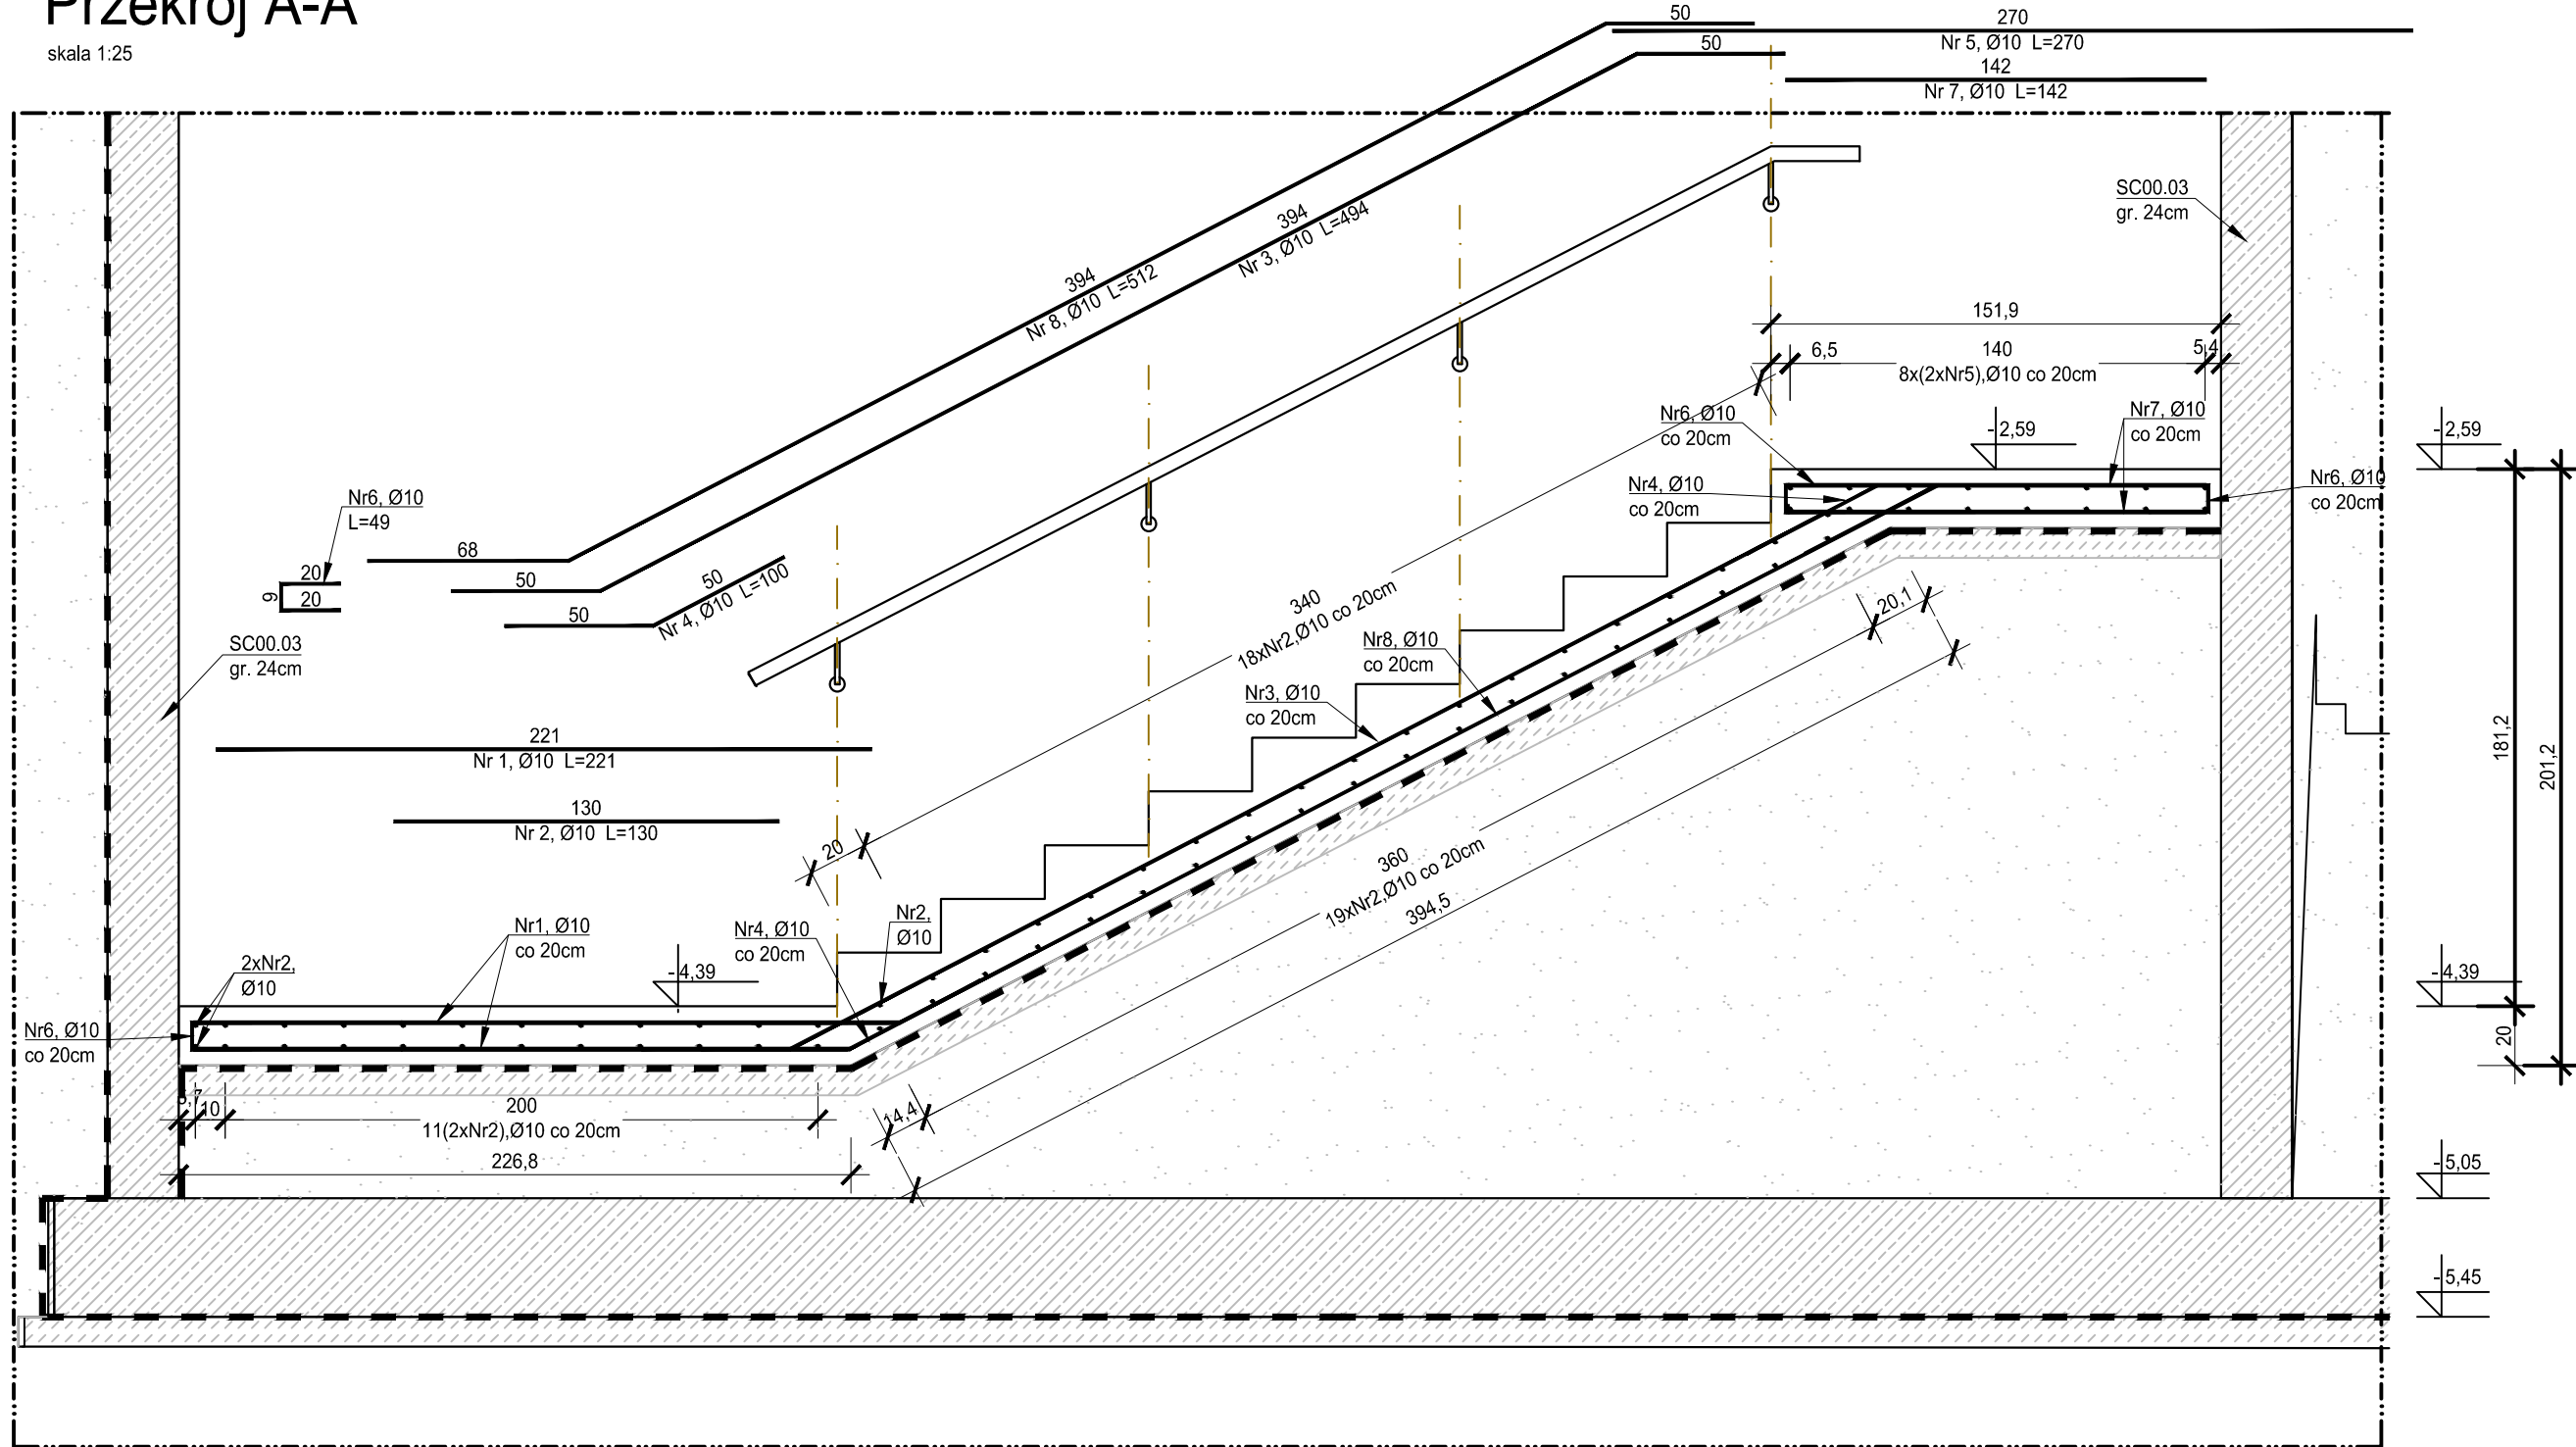 Przekrój A-A
skala 1:25
50
270
Nr 5, Ø10 L=270
50
142
Nr 7, Ø10 L=142
394
Nr 8, Ø10 L=512
394
Nr 3, Ø10 L=494
SC00.03
gr. 24cm
151,9
6,5
140
5,4
8x(2xNr5),Ø10 co 20cm
Nr6, Ø10
co 20cm
Nr7, Ø10
co 20cm
-2,59
-2,59
Nr4, Ø10
co 20cm
Nr6, Ø10
co 20cm
Nr6, Ø10
L=49
20
20
9
68
50
50
50
Nr 4, Ø10 L=100
SC00.03
gr. 24cm
340
18xNr2,Ø10 co 20cm
20,1
Nr8, Ø10
co 20cm
Nr3, Ø10
co 20cm
221
Nr 1, Ø10 L=221
130
Nr 2, Ø10 L=130
20
181,2
201,2
360
19xNr2,Ø10 co 20cm
394,5
Nr2,
Ø10
Nr1, Ø10
co 20cm
Nr4, Ø10
co 20cm
2xNr2,
Ø10
-4,39
-4,39
Nr6, Ø10
co 20cm
20
10
200
11(2xNr2),Ø10 co 20cm
14,4
226,8
-5,05
-5,45